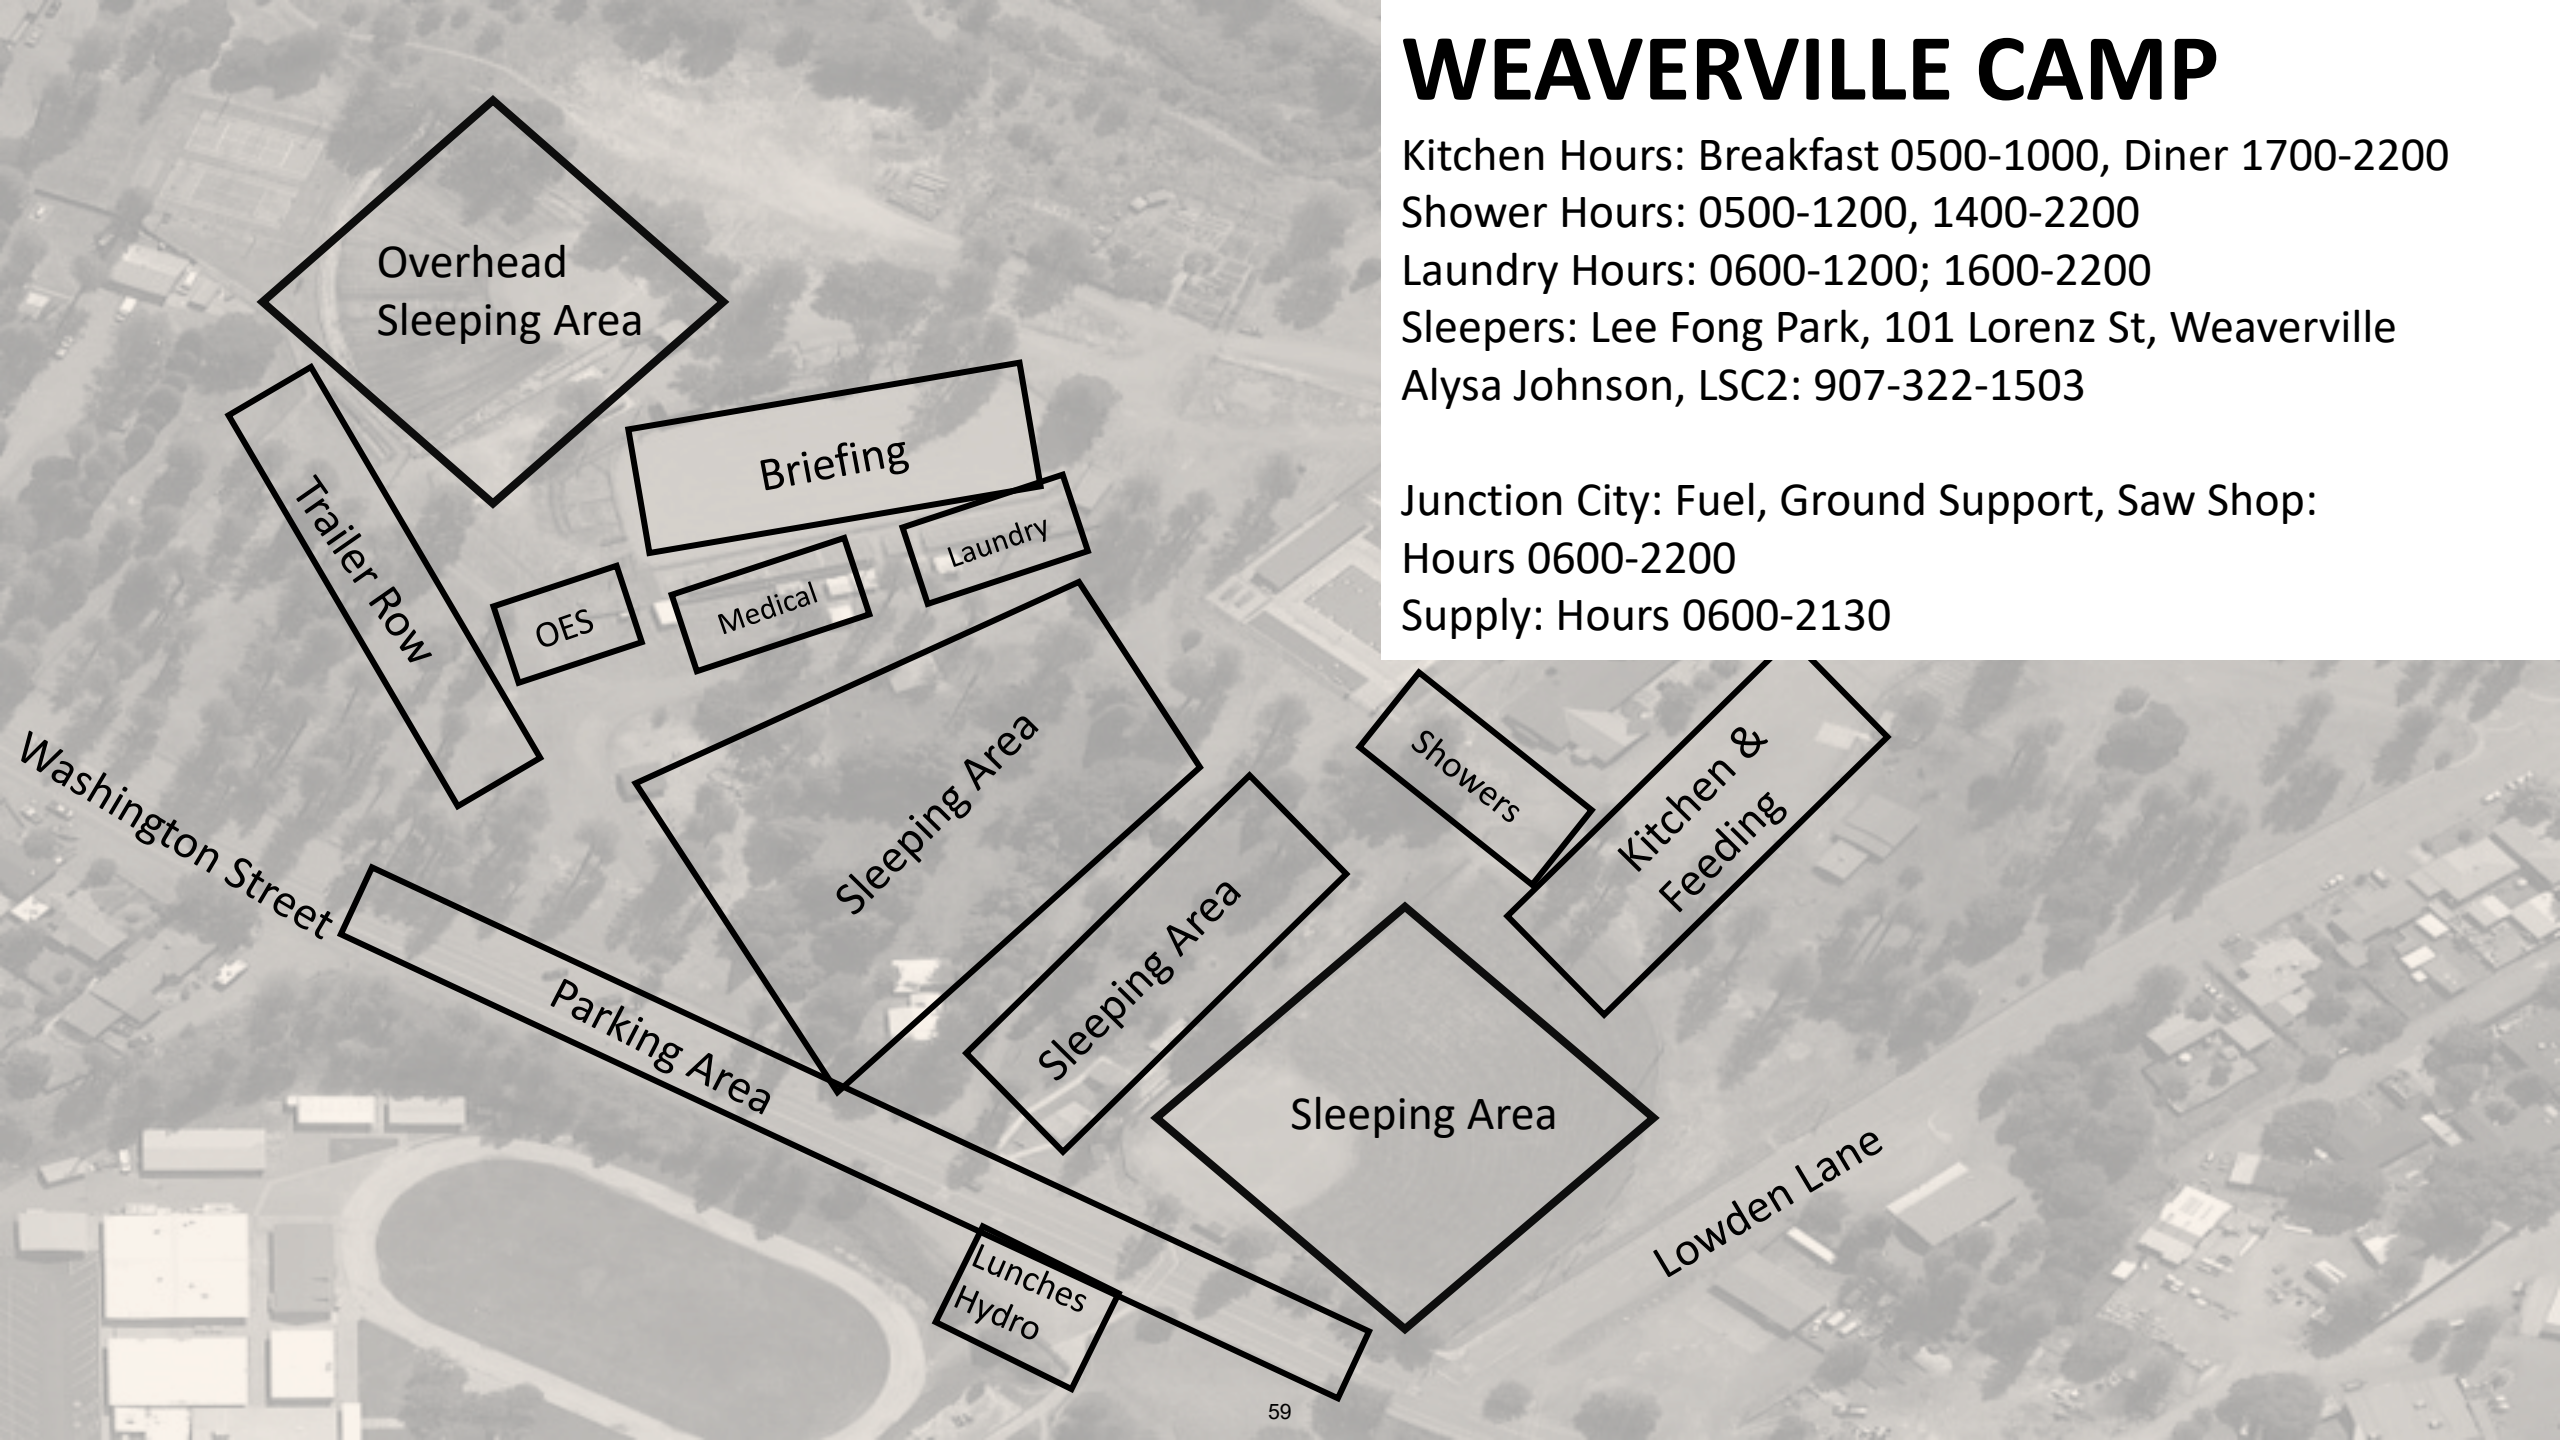 WEAVERVILLE CAMP
Kitchen Hours: Breakfast 0500-1000, Diner 1700-2200
Shower Hours: 0500-1200, 1400-2200
Laundry Hours: 0600-1200; 1600-2200
Sleepers: Lee Fong Park, 101 Lorenz St, Weaverville
Alysa Johnson, LSC2: 907-322-1503
Junction City: Fuel, Ground Support, Saw Shop:
Hours 0600-2200
Supply: Hours 0600-2130
Overhead
Sleeping Area
Trailer Row
Briefing
OES
Medical
Laundry
Sleeping Area
Sleeping Area
Showers
Kitchen &
Feeding
Washington Street
Parking Area
Sleeping Area
Lunches
Hydro
Lowden Lane
59